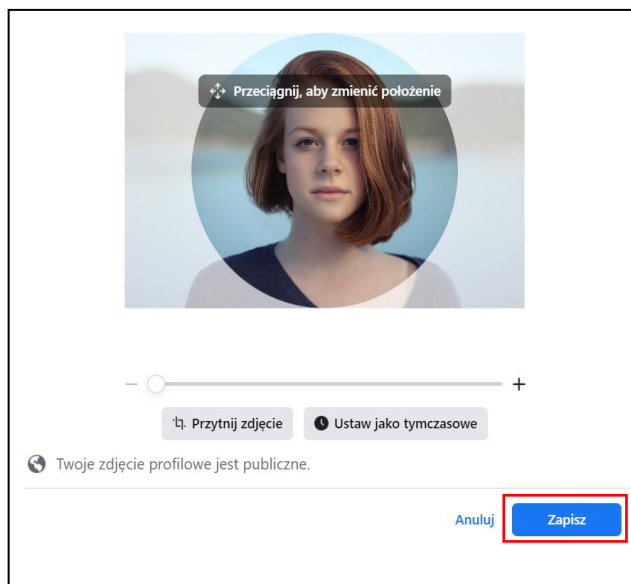 Przeciągnij, aby zmienić położenie
Przytnij zdjęcie
Ustaw jako tymczasowe
Twoje zdjęcie profilowe jest publiczne.
Anuluj
Zapisz